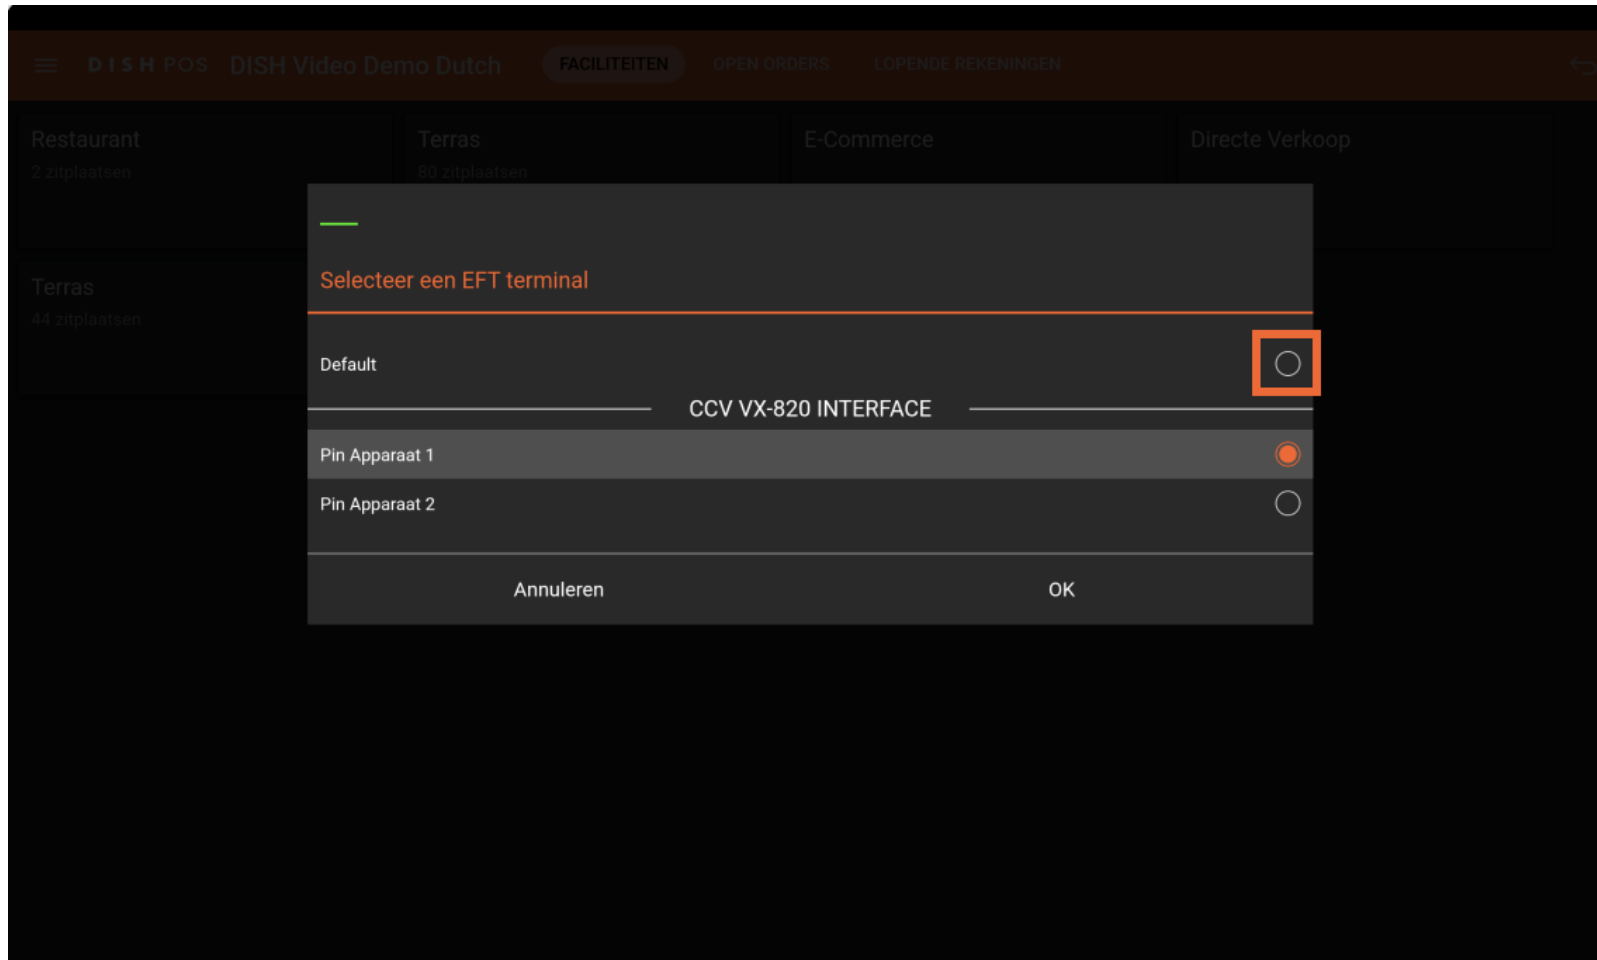 DISH POS DISH Video Demo Dutch FACILITEITEN OPEN ORDERS LOPENDE REKENINGEN
Restaurant Terras E-Commerce Directe Verkoop
2 zitplaatsen 80 zitplaatsen
Selecteer een EFT terminal
Terras
44 zitplaatsen
Default
CCV VX-820 INTERFACE
Pin Apparaat 1
Pin Apparaat 2
Annuleren OK